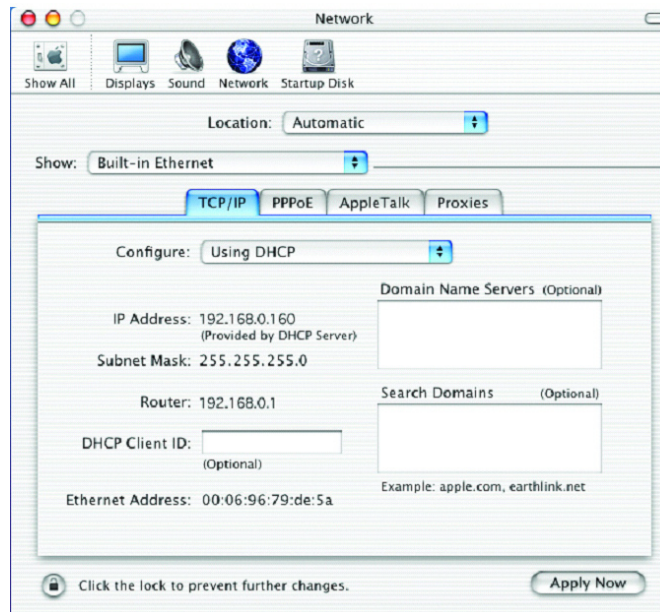 Network
Show All Displays Sound Network Startup Disk
Location: Automatic
Show: Built-in Ethernet
TCP/IP PPPoE AppleTalk Proxies
Configure: Using DHCP
Domain Name Servers (Optional)
IP Address: 192.168.0.160
(Provided by DHCP Server)
Subnet Mask: 255.255.255.0
Router: 192.168.0.1
Search Domains (Optional)
DHCP Client ID:
(Optional)
Example: apple.com, earthlink.net
Ethernet Address: 00:06:96:79:de:5a
Click the lock to prevent further changes.
Apply Now